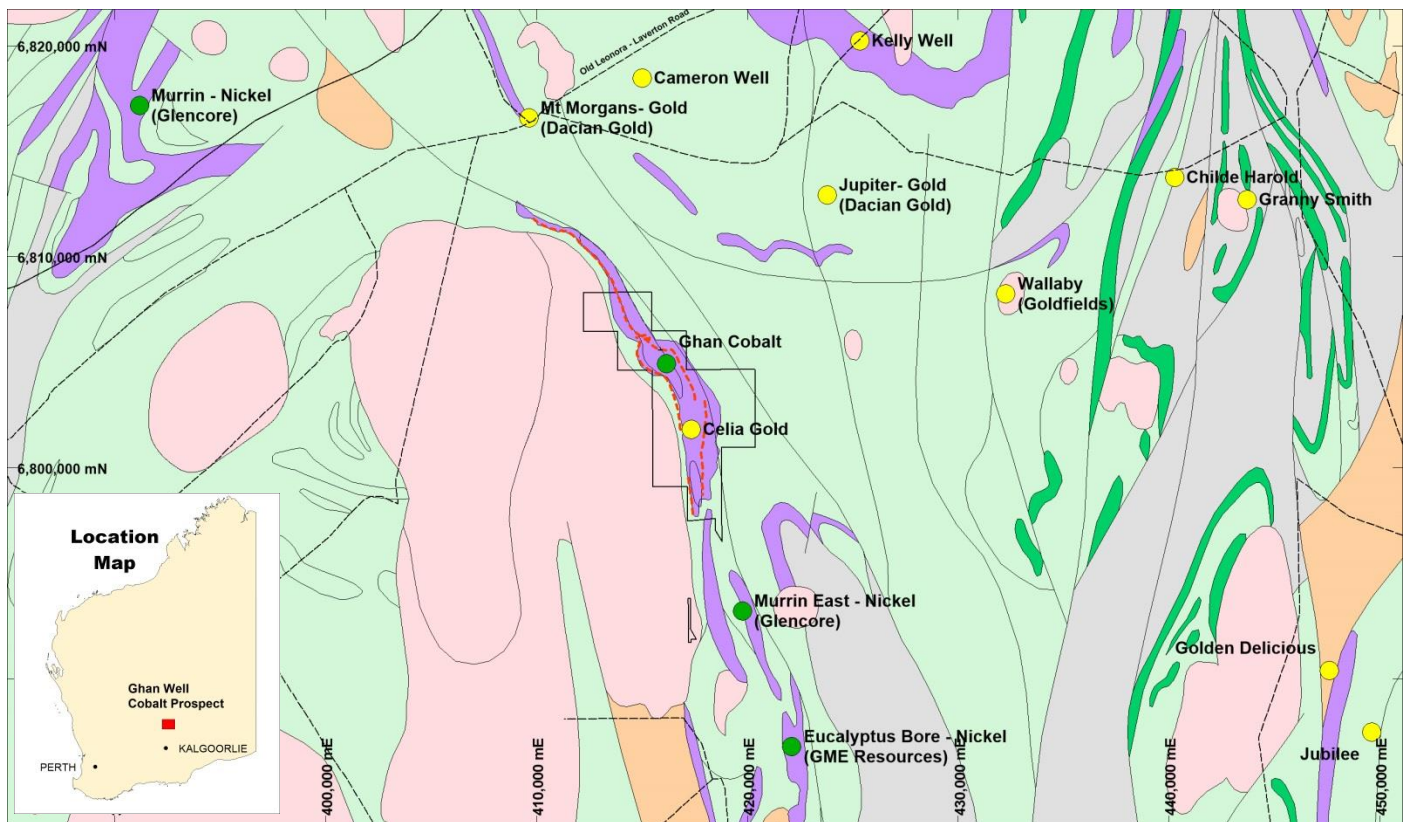 6,820,000 mN
Old Leonora - Laverton Road
Kelly Well
Cameron Well
Murrin - Nickel
(Glencore)
Mt Morgans- Gold
(Dacian Gold)
Jupiter- Gold
(Dacian Gold)
Childe Harold
Granny Smith
6,810,000 mN
Wallaby
(Goldfields)
Ghan Cobalt
Celia Gold
6,800,000 mN
Location
Map
Ghan Well
Cobalt Prospect
KALGOORLIE
PERTH
Murrin East - Nickel
(Glencore)
Golden Delicious
Eucalyptus Bore - Nickel
(GME Resources)
Jubilee
400,000 mE
410,000 mE
420,000 mE
430,000 mE
440,000 mE
450,000 mE